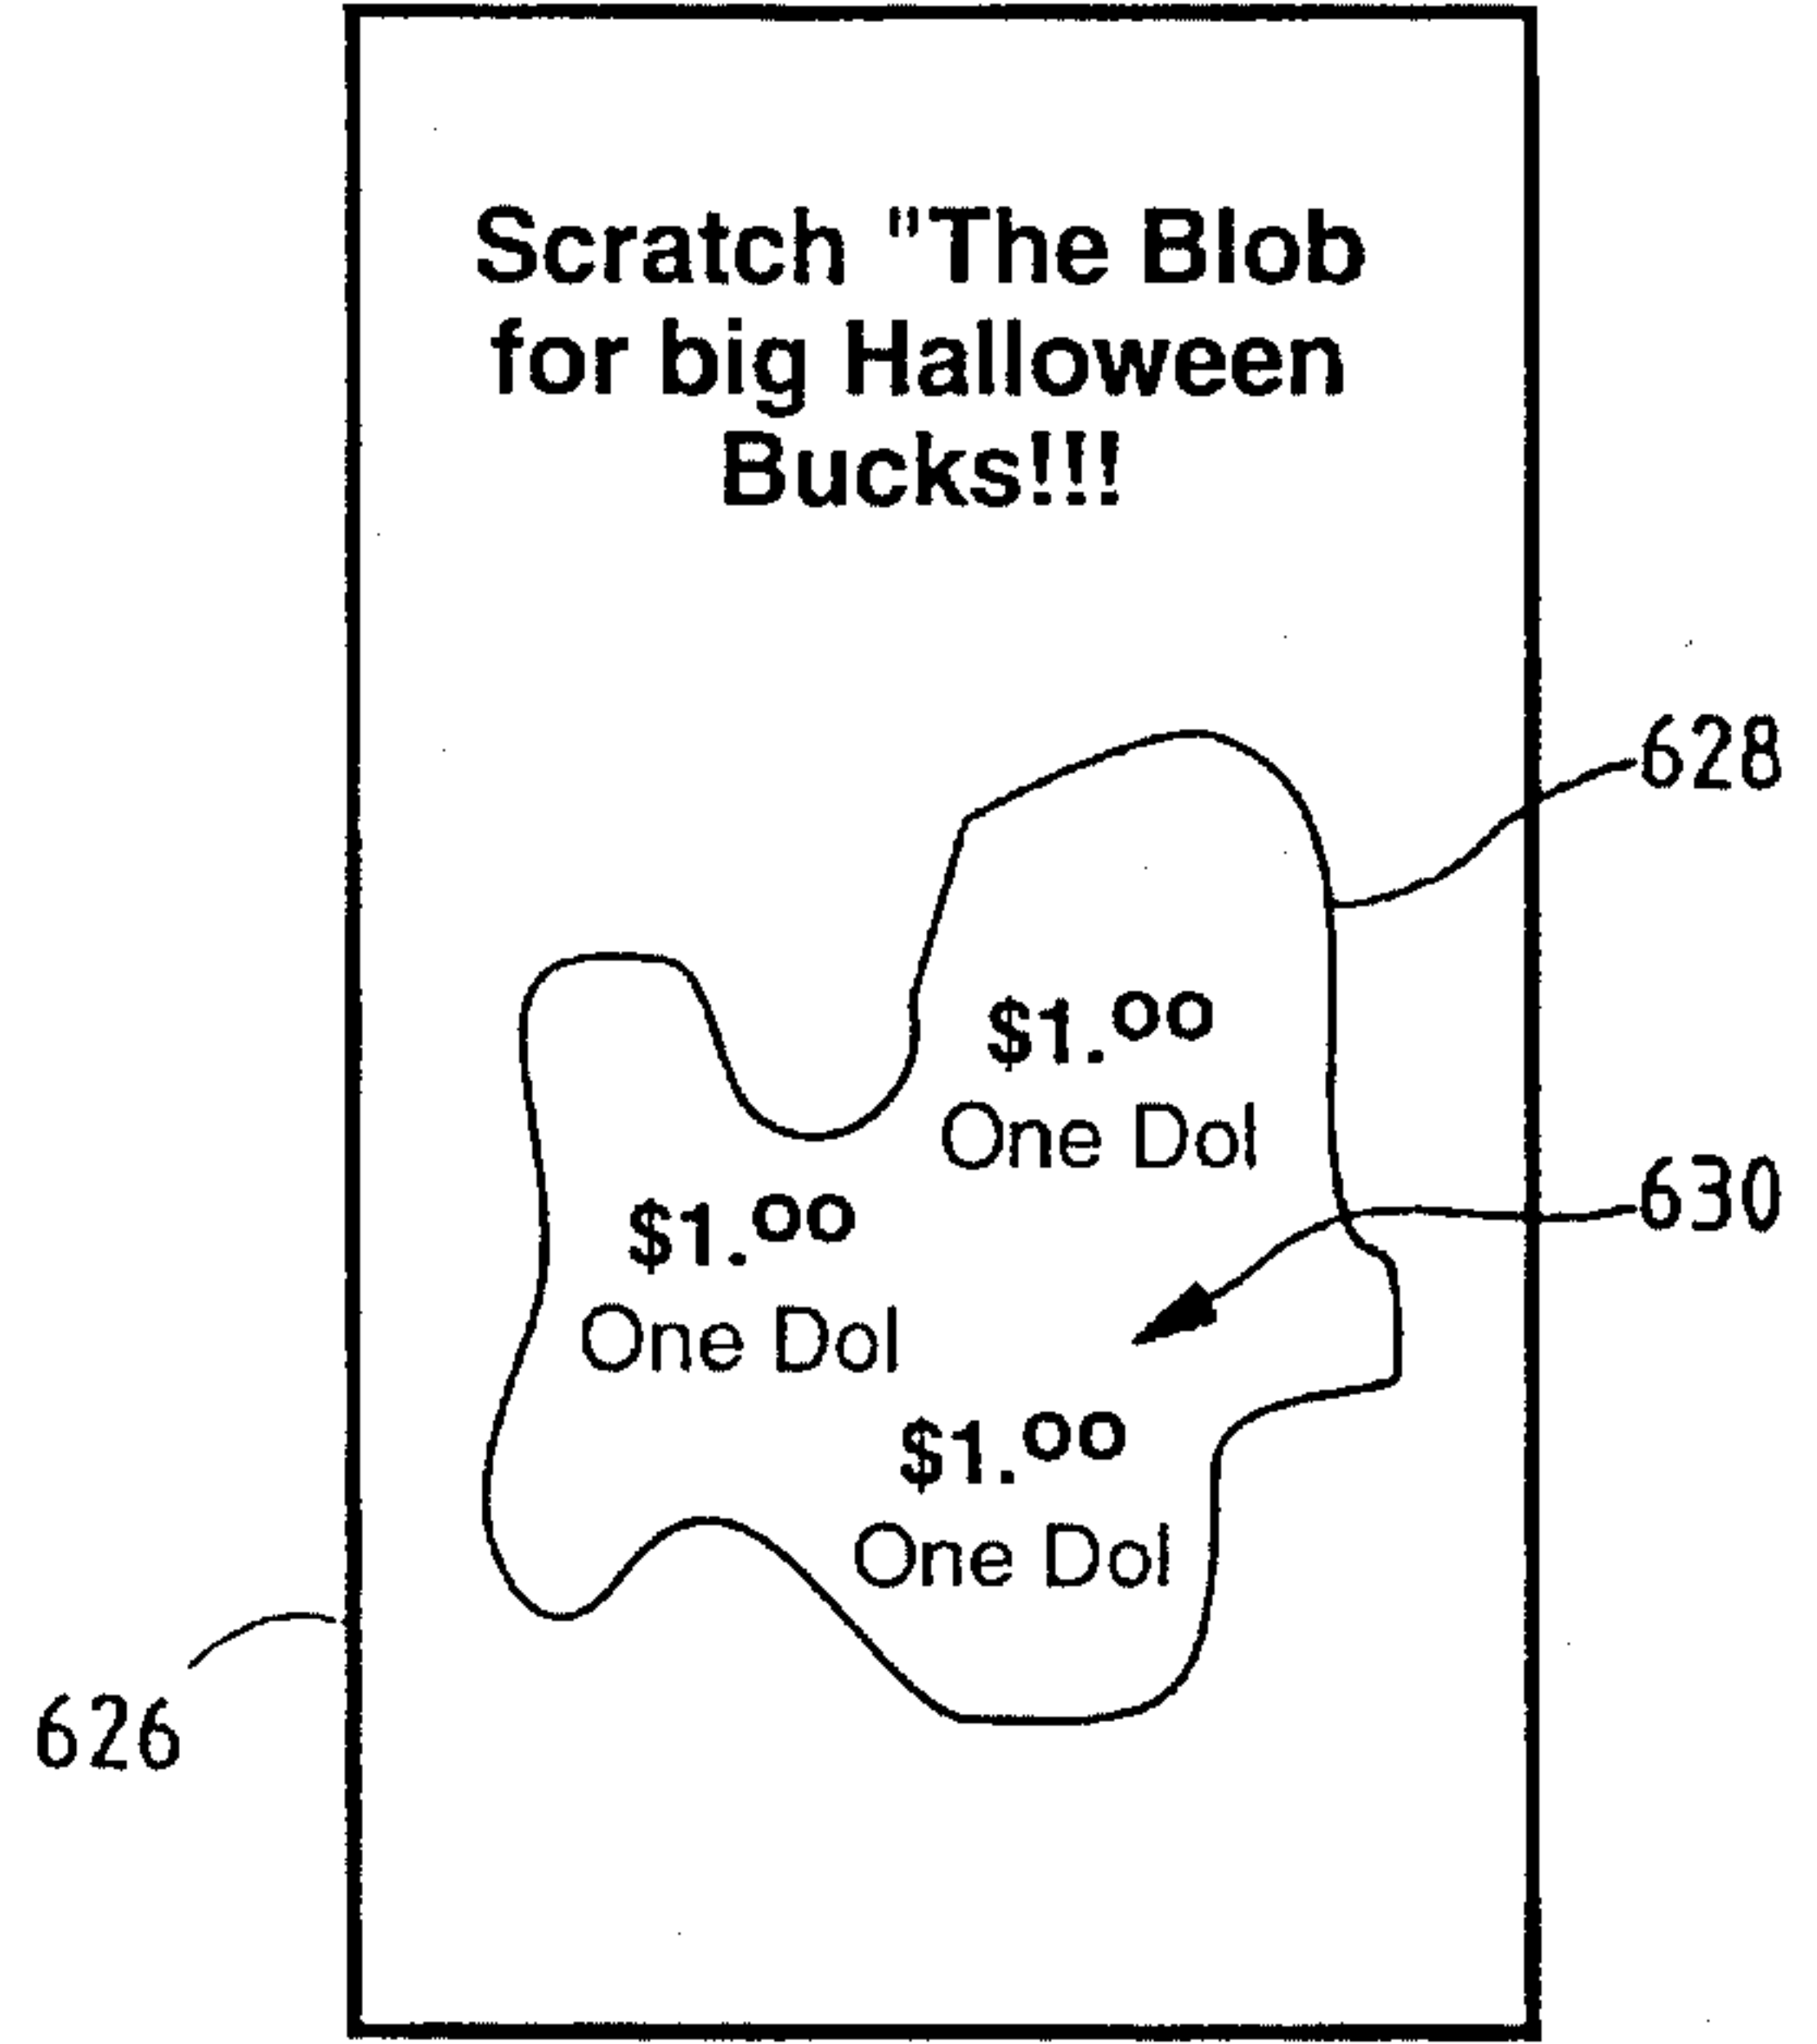 Scratch "The Blob
for big Halloween
Bucks!!!
628
$1.00
One Dol
630
$1.00
One Dol
$1.00
One Dol
626